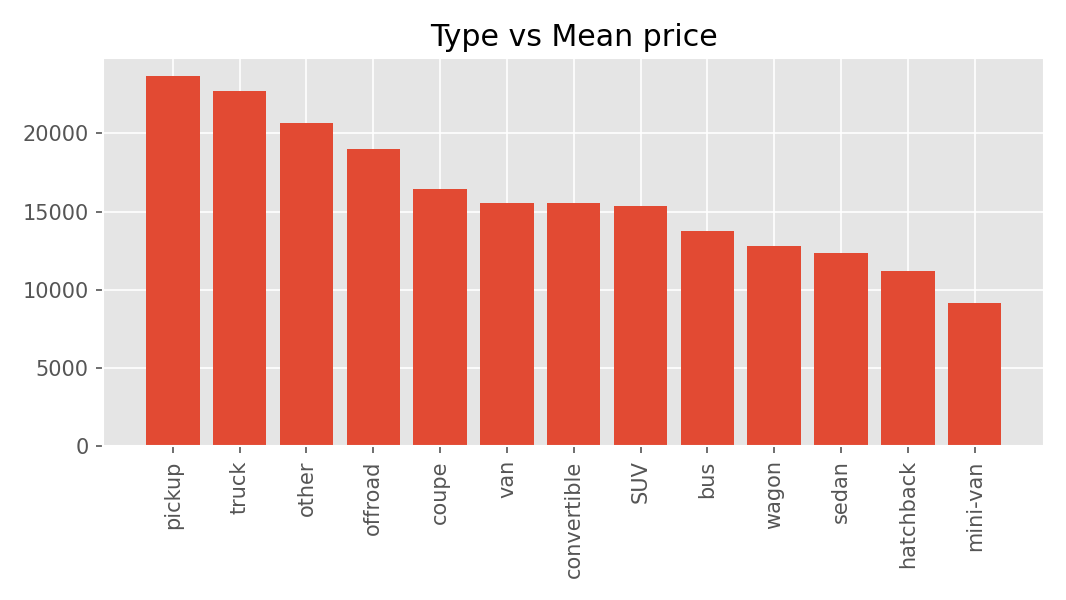 Type vs Mean price
20000
15000
10000
5000
0
pickup
truck
other
offroad
coupe
van
convertible
SUV
bus
wagon
sedan
hatchback
mini-van